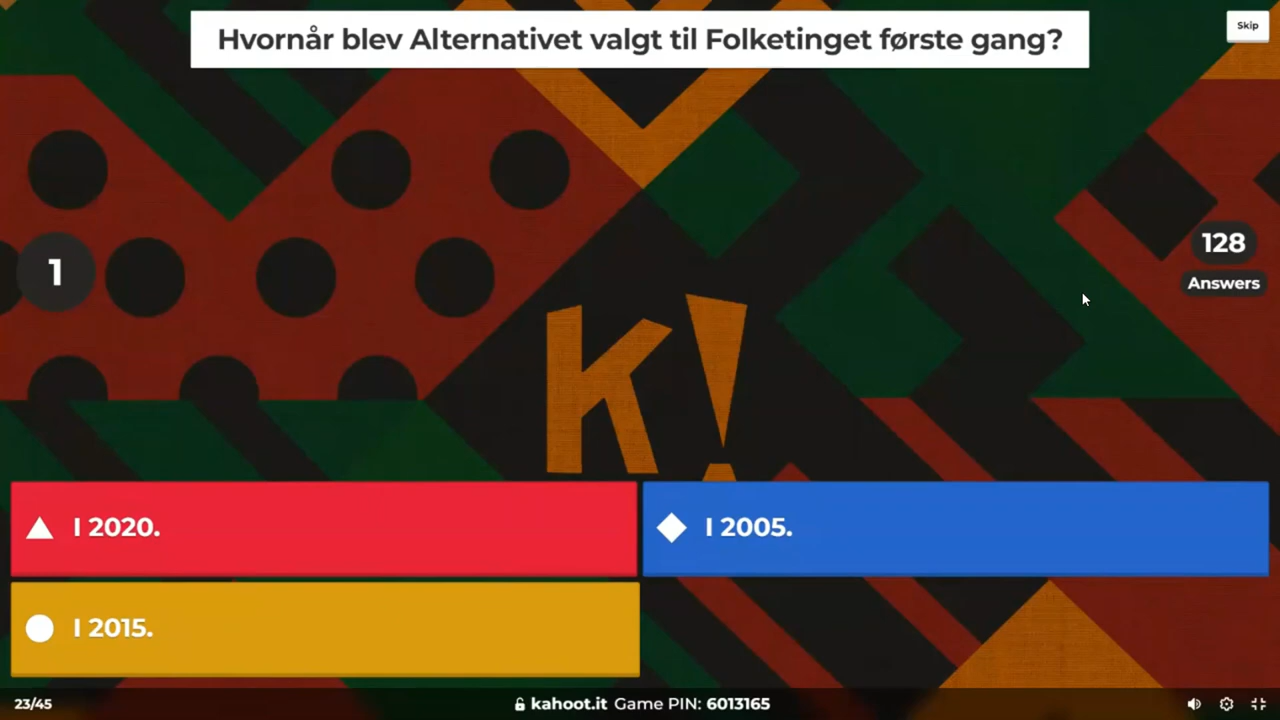 Hvornår blev Alternativet valgt til Folketinget første gang?
Skip
1
128
Answers
K!
I 2020.
I 2005.
I 2015.
23/45
kahoot.it Game PIN: 6013165